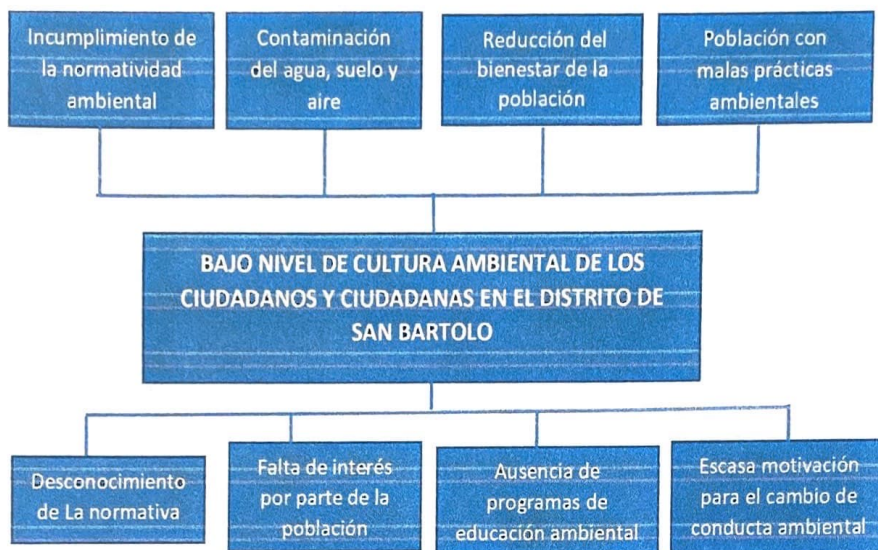 Incumplimiento de
la normatividad
ambiental
Contaminación
del agua, suelo y
aire
Reducción del
bienestar de la
población
Población con
malas prácticas
ambientales
BAJO NIVEL DE CULTURA AMBIENTAL DE LOS
CIUDADANOS Y CIUDADANAS EN EL DISTRITO DE
SAN BARTOLO
Desconocimiento
de La normativa
Falta de interés
por parte de la
población
Ausencia de
programas de
educación ambiental
Escasa motivación
para el cambio de
conducta ambiental